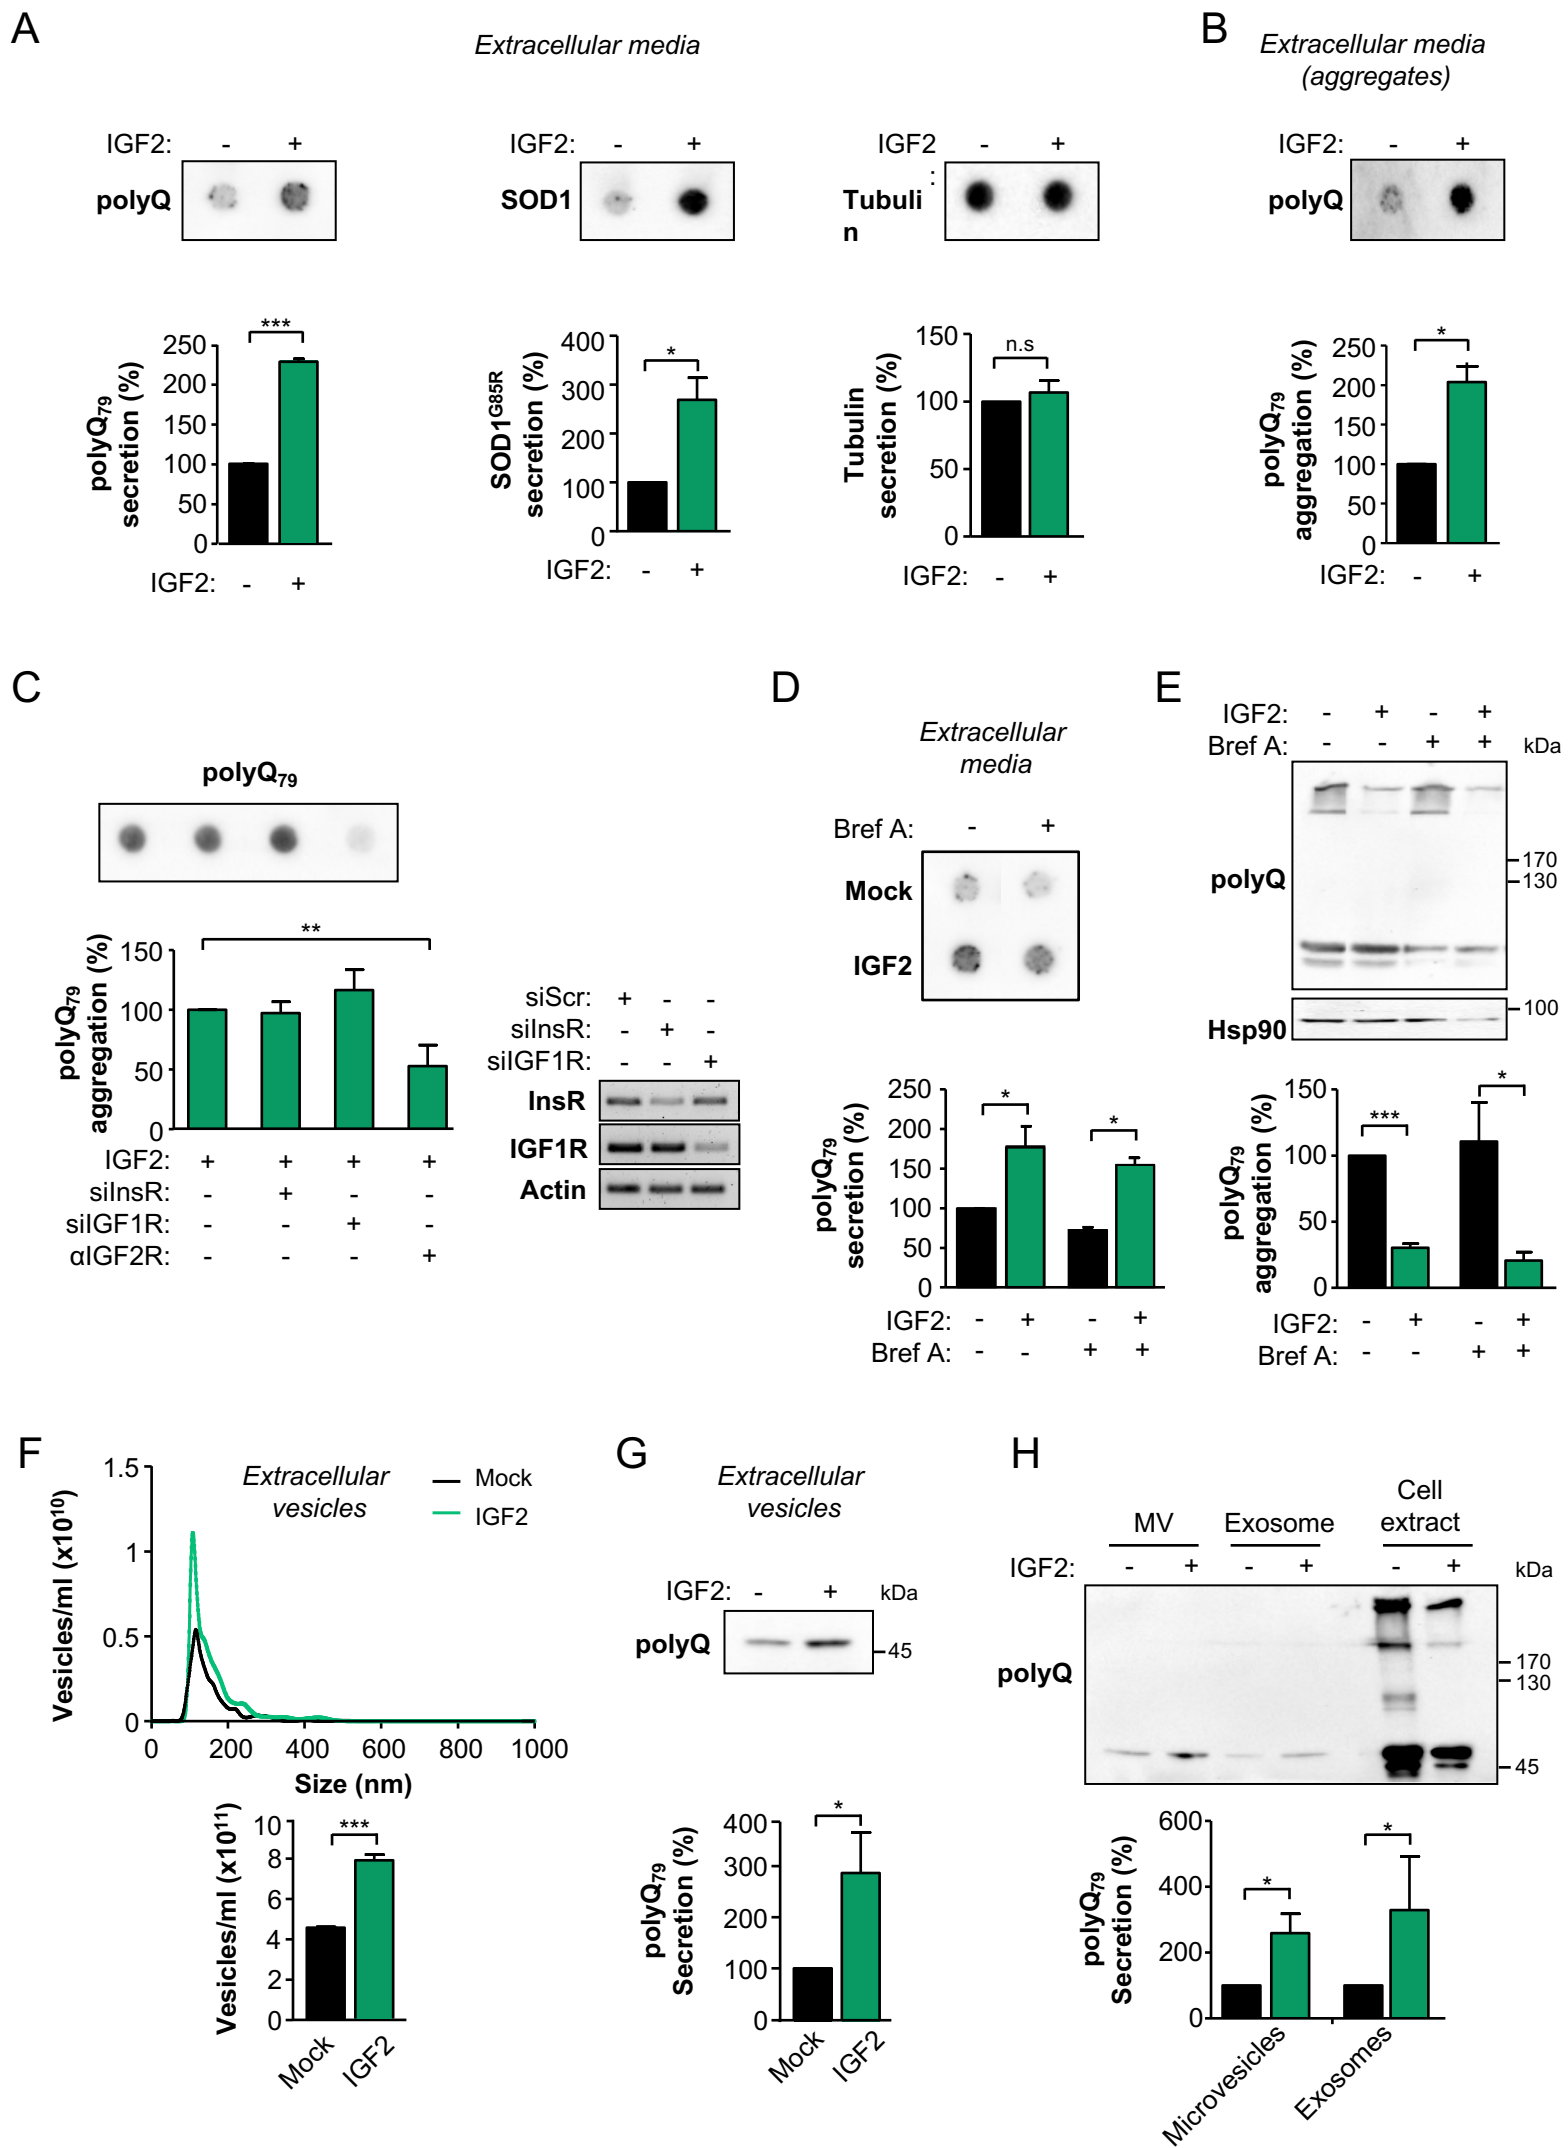 A
Extracellular media
IGF2: - +
polyQ
IGF2: - +
SOD1
IGF2 - +
:
Tubuli
n
***
250
200
150
100
50
0
polyQ79
secretion (%)
IGF2: - +
*
400
300
200
100
0
SOD1G85R
secretion (%)
IGF2: - +
n.s
150
100
50
0
Tubulin
secretion (%)
IGF2: - +
B
Extracellular media
(aggregates)
IGF2: - +
polyQ
*
250
200
150
100
50
0
polyQ79
aggregation (%)
IGF2: - +
C
polyQ79
**
150
100
50
0
polyQ79
aggregation (%)
IGF2: + + + +
siInsR: - + - -
siIGF1R: - - + -
αIGF2R: - - - +
siScr: + - -
siInsR: - + -
siIGF1R: - - +
InsR
IGF1R
Actin
D
Extracellular
media
Bref A: - +
Mock
IGF2
* *
250
200
150
100
50
0
polyQ79
secretion (%)
IGF2: - + - +
Bref A: - - + +
E
IGF2: - + - +
Bref A: - - + + kDa
polyQ
170
130
100
Hsp90
*** *
150
100
50
0
polyQ79
aggregation (%)
IGF2: - + - +
Bref A: - - + +
F
Extracellular
vesicles
Mock
IGF2
1.5
1
0.5
0
Vesicles/ml (x1010)
0 200 400 600 800 1000
Size (nm)
***
10
8
6
4
2
0
Vesicles/ml (x1011)
Mock IGF2
G
Extracellular
vesicles
IGF2: - + kDa
polyQ
45
*
400
300
200
100
0
polyQ79
Secretion (%)
Mock IGF2
H
MV Exosome Cell
extract
IGF2: - + - + - + kDa
polyQ
170
130
45
* *
600
400
200
0
polyQ79
Secretion (%)
Microvesicles Exosomes